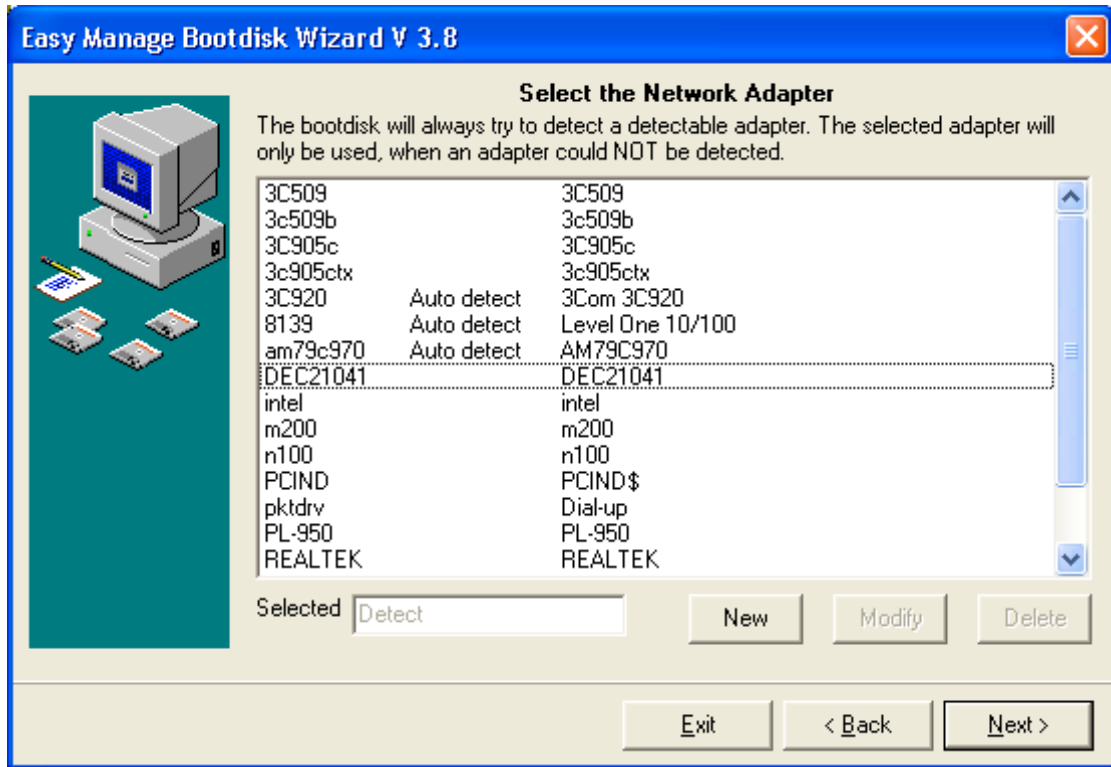 Easy Manage Bootdisk Wizard V 3.8
Select the Network Adapter
The bootdisk will always try to detect a detectable adapter. The selected adapter will
only be used, when an adapter could NOT be detected.
3C509 3C509
3c509b 3c509b
3C905c 3C905c
3c905ctx 3c905ctx
3C920 Auto detect 3Com 3C920
8139 Auto detect Level One 10/100
am79c970 Auto detect AM79C970
DEC21041 DEC21041
intel intel
m200 m200
n100 n100
PCIND PCIND$
pktdrv Dial-up
PL-950 PL-950
REALTEK REALTEK
Selected Detect New Modify Delete
Exit < Back Next >